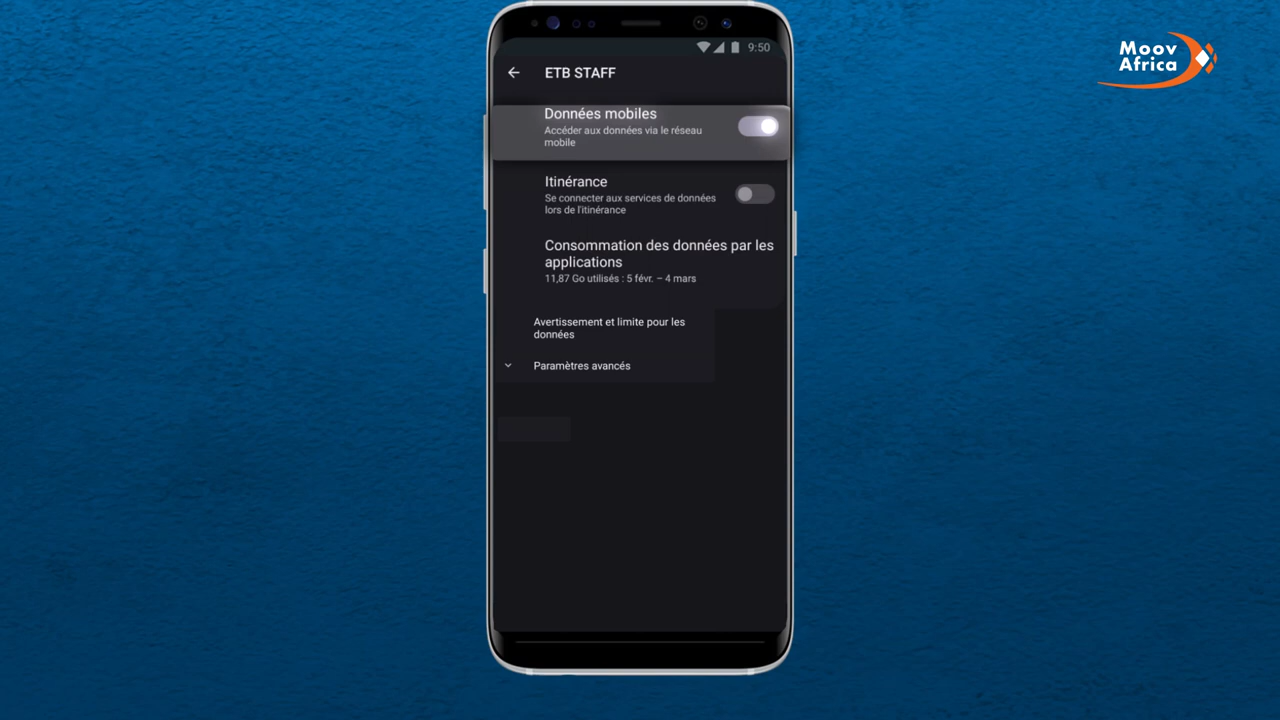 Moov
Africa
9:50
ETB STAFF
Données mobiles
Accéder aux données via le réseau
mobile
Itinérance
Se connecter aux services de données
lors de l'itinérance
Consommation des données par les
applications
11,87 Go utilisés : 5 févr. – 4 mars
Avertissement et limite pour les
données
Paramètres avancés